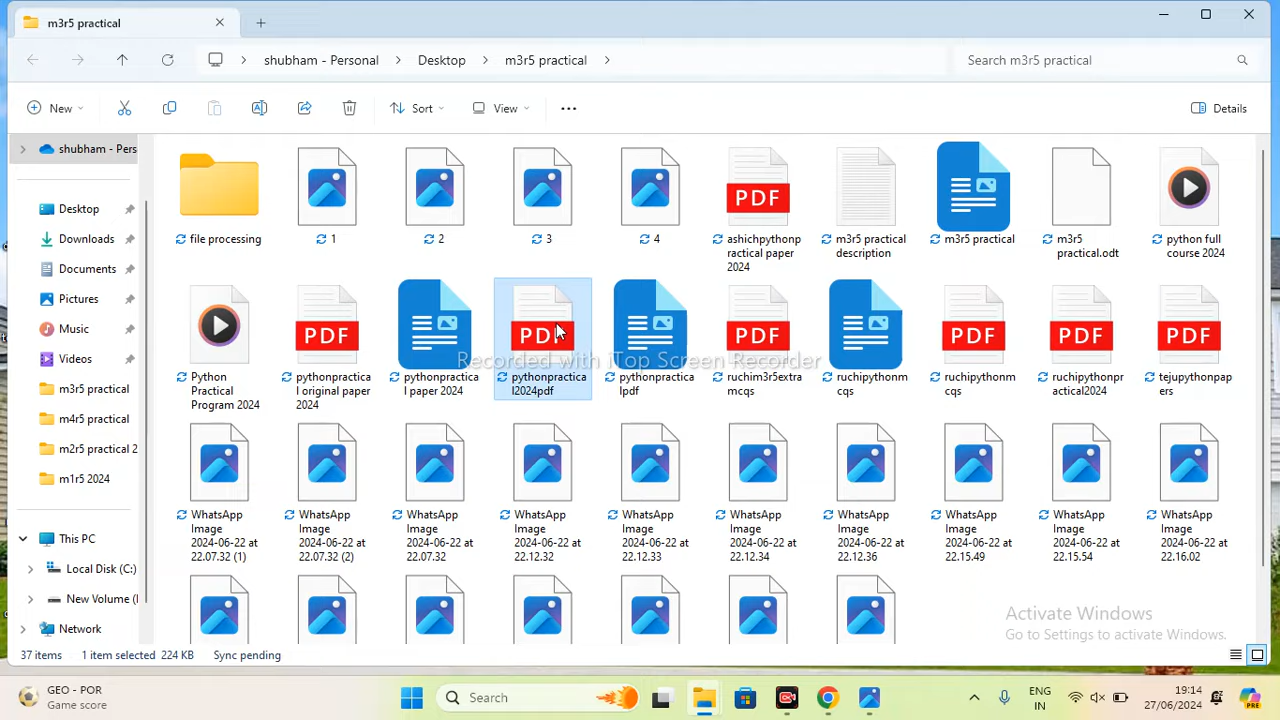 m3r5 practical
shubham - Personal
Desktop
m3r5 practical
Search m3r5 practical
New
Sort
View
Details
shubham - Pers
Desktop
Downloads
Documents
Pictures
Music
Videos
m3r5 practical
m4r5 practical
m2r5 practical 2
m1r5 2024
This PC
Local Disk (C:)
New Volume (
Network
file processing
1
2
3
4
ashichpythonp
ractical paper
2024
m3r5 practical
description
m3r5 practical
m3r5
practical.odt
python full
course 2024
PDF
Python
Practical
Program 2024
pythonpractica
l original paper
2024
pythonpractica
l paper 2024
pythonpractica
l2024pdf
pythonpractica
lpdf
ruchim3r5extra
mcqs
ruchipythonm
cqs
ruchipythonm
cqs
ruchipythonpr
actical2024
tejupythonpap
ers
PDF
PDF
PDF
PDF
PDF
PDF
Recorded with iTop Screen Recorder
WhatsApp
Image
2024-06-22 at
22.07.32 (1)
WhatsApp
Image
2024-06-22 at
22.07.32 (2)
WhatsApp
Image
2024-06-22 at
22.07.32
WhatsApp
Image
2024-06-22 at
22.12.32
WhatsApp
Image
2024-06-22 at
22.12.33
WhatsApp
Image
2024-06-22 at
22.12.34
WhatsApp
Image
2024-06-22 at
22.12.36
WhatsApp
Image
2024-06-22 at
22.15.49
WhatsApp
Image
2024-06-22 at
22.15.54
WhatsApp
Image
2024-06-22 at
22.16.02
Activate Windows
Go to Settings to activate Windows.
37 items
1 item selected 224 KB
Sync pending
GEO - POR
Game score
Search
ENG
IN
19:14
27/06/2024
PRE